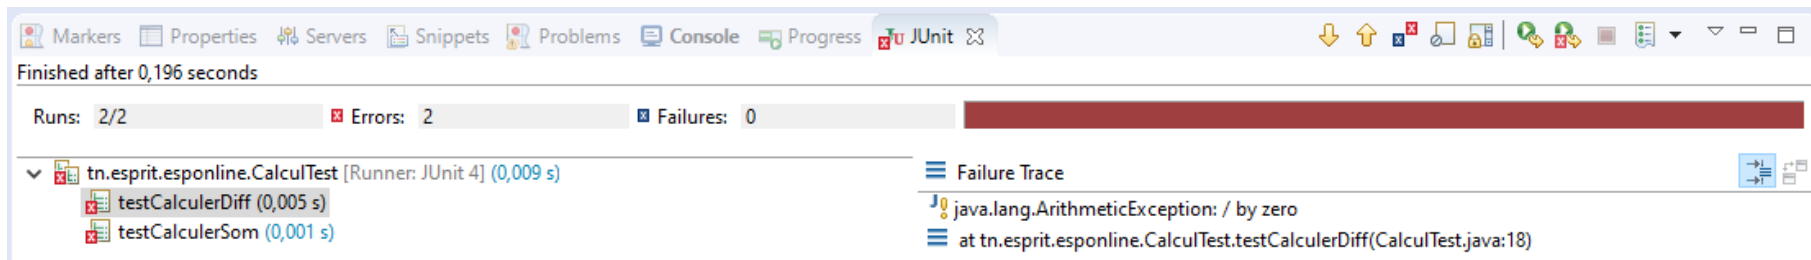 Markers Properties Servers Snippets Problems Console Progress JUnit
Finished after 0,196 seconds
Runs: 2/2 Errors: 2 Failures: 0
tn.esprit.esponline.CalculTest [Runner: JUnit 4] (0,009 s)
testCalculerDiff (0,005 s)
testCalculerSom (0,001 s)
Failure Trace
java.lang.ArithmeticException: / by zero
at tn.esprit.esponline.CalculTest.testCalculerDiff(CalculTest.java:18)